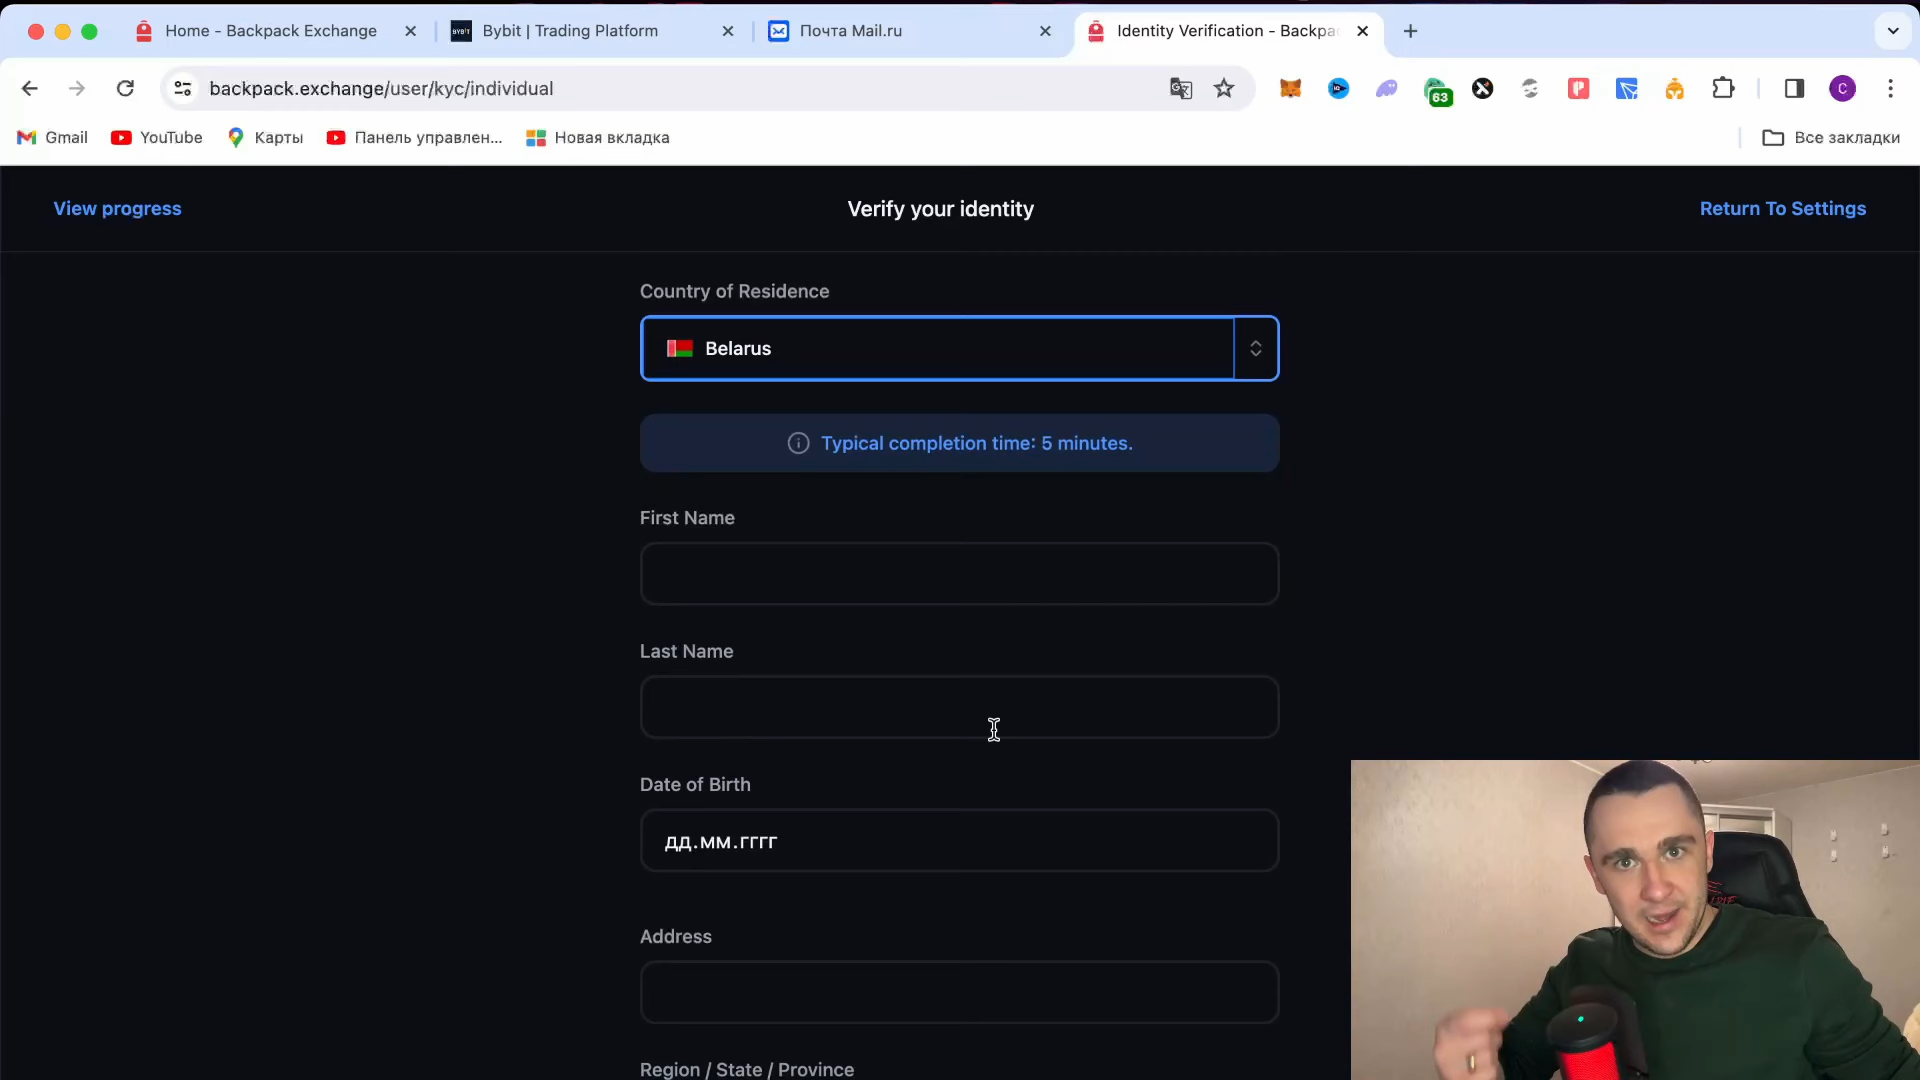 Home - Backpack Exchange
Bybit | Trading Platform
Почта Mail.ru
Identity Verification - Backpa
backpack.exchange/user/kyc/individual
63
C
Gmail
YouTube
Карты
Панель управлен...
Новая вкладка
Все закладки
View progress
Verify your identity
Return To Settings
Country of Residence
Belarus
Typical completion time: 5 minutes.
First Name
Last Name
Date of Birth
дд.мм.гггг
Address
Region / State / Province